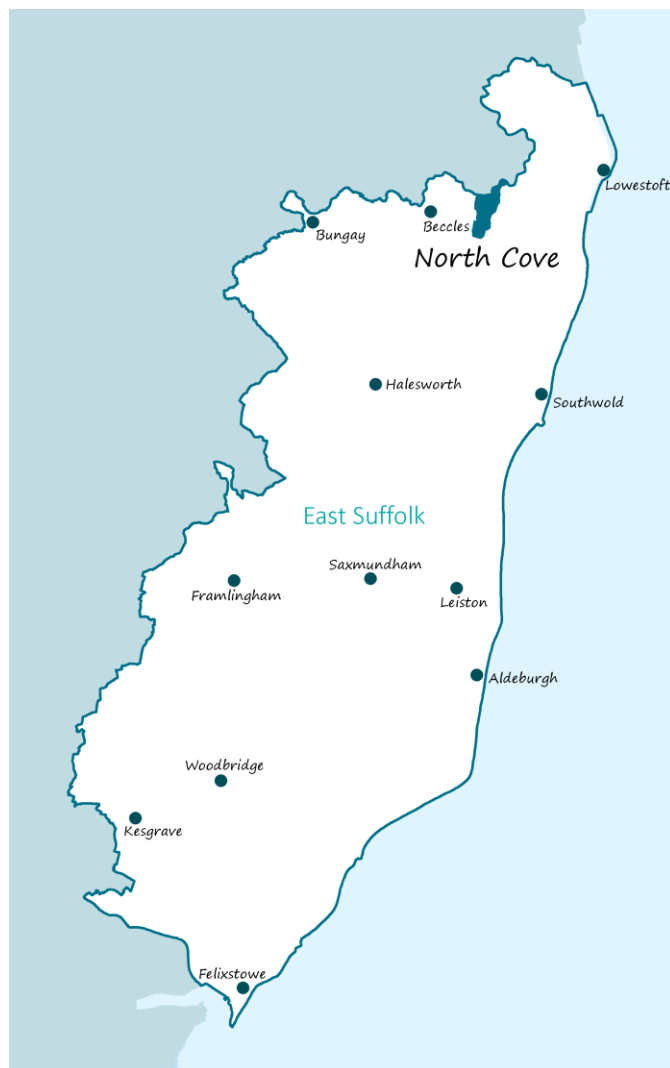 Lowestoft
Beccles
Bungay
North Cove
Halesworth
Southwold
East Suffolk
Saxmundham
Framlingham
Leiston
Aldeburgh
Woodbridge
Kesgrave
Felixstowe